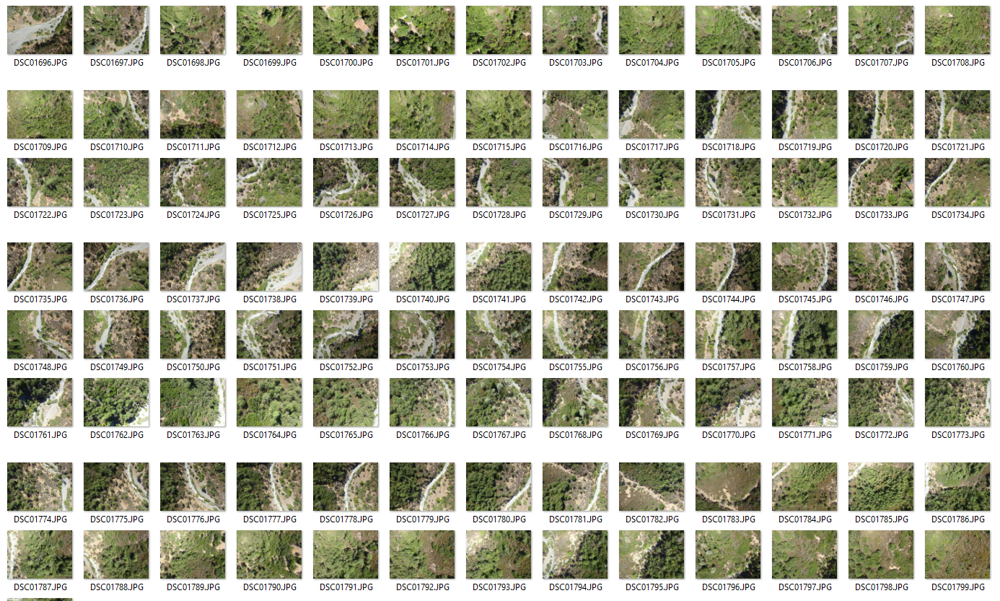 DSC01696.JPG DSC01697.JPG DSC01698.JPG DSC01699.JPG DSC01700.JPG DSC01701.JPG DSC01702.JPG DSC01703.JPG DSC01704.JPG DSC01705.JPG DSC01706.JPG DSC01707.JPG DSC01708.JPG
DSC01709.JPG DSC01710.JPG DSC01711.JPG DSC01712.JPG DSC01713.JPG DSC01714.JPG DSC01715.JPG DSC01716.JPG DSC01717.JPG DSC01718.JPG DSC01719.JPG DSC01720.JPG DSC01721.JPG
DSC01722.JPG DSC01723.JPG DSC01724.JPG DSC01725.JPG DSC01726.JPG DSC01727.JPG DSC01728.JPG DSC01729.JPG DSC01730.JPG DSC01731.JPG DSC01732.JPG DSC01733.JPG DSC01734.JPG
DSC01735.JPG DSC01736.JPG DSC01737.JPG DSC01738.JPG DSC01739.JPG DSC01740.JPG DSC01741.JPG DSC01742.JPG DSC01743.JPG DSC01744.JPG DSC01745.JPG DSC01746.JPG DSC01747.JPG
DSC01748.JPG DSC01749.JPG DSC01750.JPG DSC01751.JPG DSC01752.JPG DSC01753.JPG DSC01754.JPG DSC01755.JPG DSC01756.JPG DSC01757.JPG DSC01758.JPG DSC01759.JPG DSC01760.JPG
DSC01761.JPG DSC01762.JPG DSC01763.JPG DSC01764.JPG DSC01765.JPG DSC01766.JPG DSC01767.JPG DSC01768.JPG DSC01769.JPG DSC01770.JPG DSC01771.JPG DSC01772.JPG DSC01773.JPG
DSC01774.JPG DSC01775.JPG DSC01776.JPG DSC01777.JPG DSC01778.JPG DSC01779.JPG DSC01780.JPG DSC01781.JPG DSC01782.JPG DSC01783.JPG DSC01784.JPG DSC01785.JPG DSC01786.JPG
DSC01787.JPG DSC01788.JPG DSC01789.JPG DSC01790.JPG DSC01791.JPG DSC01792.JPG DSC01793.JPG DSC01794.JPG DSC01795.JPG DSC01796.JPG DSC01797.JPG DSC01798.JPG DSC01799.JPG